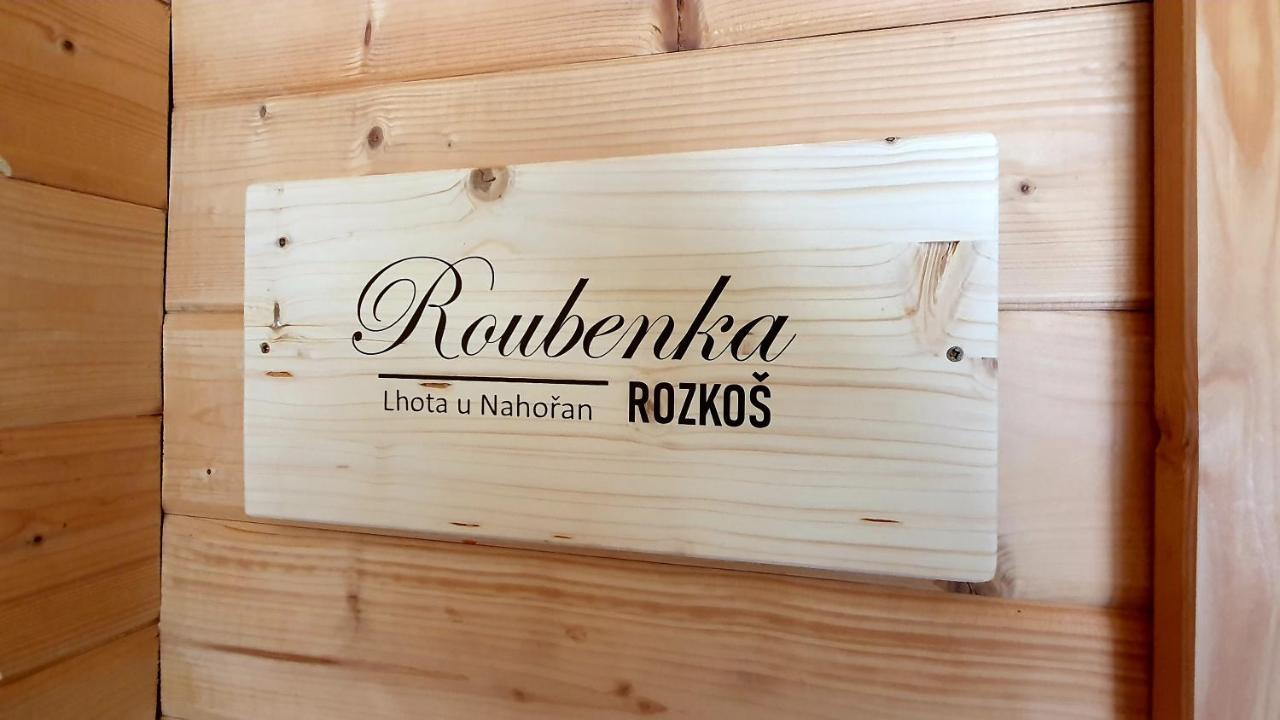 Roubenka
Lhota u Nahořan ROZKOŠ